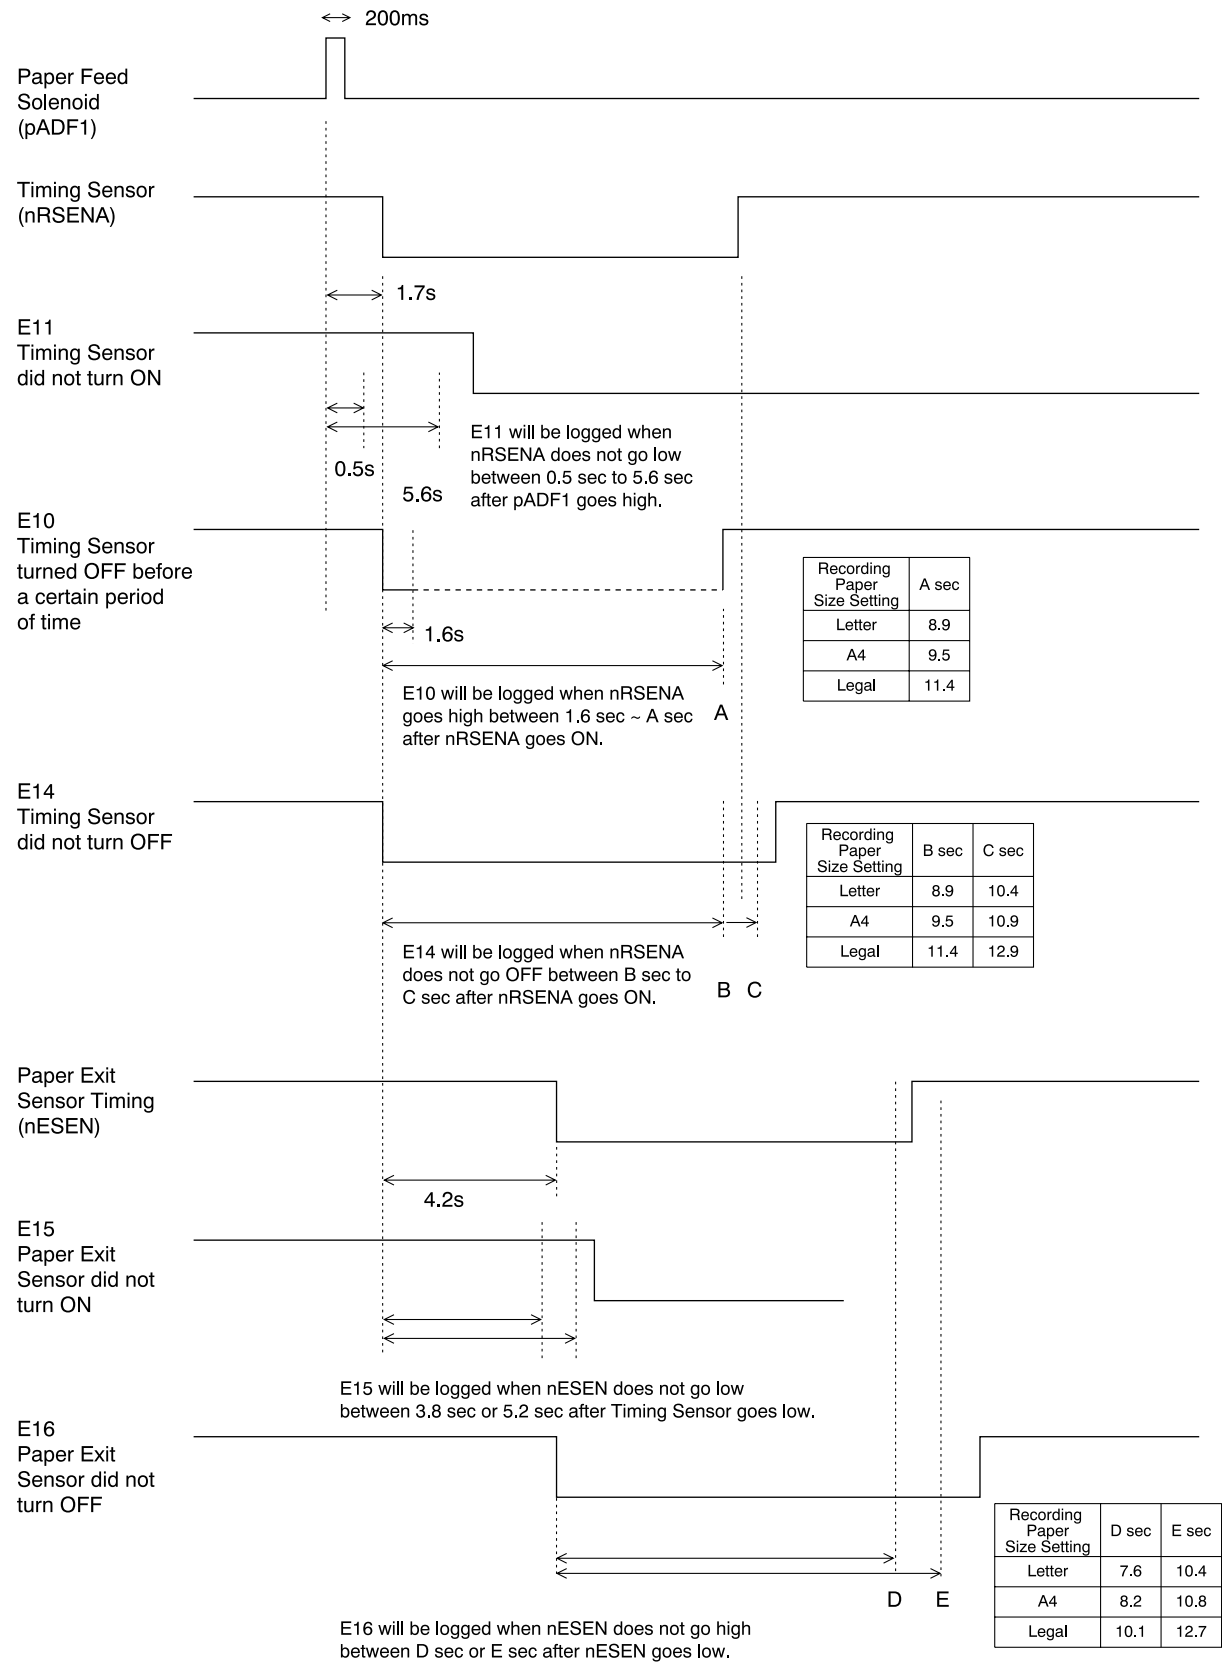 200ms
Paper Feed
Solenoid
(pADF1)
Timing Sensor
(nRSENA)
1.7s
E11
Timing Sensor
did not turn ON
0.5s
5.6s
E11 will be logged when
nRSENA does not go low
between 0.5 sec to 5.6 sec
after pADF1 goes high.
E10
Timing Sensor
turned OFF before
a certain period
of time
1.6s
E10 will be logged when nRSENA
goes high between 1.6 sec ~ A sec
after nRSENA goes ON.
A
Recording
Paper
Size Setting
A sec
Letter 8.9
A4 9.5
Legal 11.4
E14
Timing Sensor
did not turn OFF
E14 will be logged when nRSENA
does not go OFF between B sec to
C sec after nRSENA goes ON.
B C
Recording
Paper
Size Setting
B sec C sec
Letter 8.9 10.4
A4 9.5 10.9
Legal 11.4 12.9
Paper Exit
Sensor Timing
(nESEN)
4.2s
E15
Paper Exit
Sensor did not
turn ON
E15 will be logged when nESEN does not go low
between 3.8 sec or 5.2 sec after Timing Sensor goes low.
E16
Paper Exit
Sensor did not
turn OFF
D E
E16 will be logged when nESEN does not go high
between D sec or E sec after nESEN goes low.
Recording
Paper
Size Setting
D sec E sec
Letter 7.6 10.4
A4 8.2 10.8
Legal 10.1 12.7